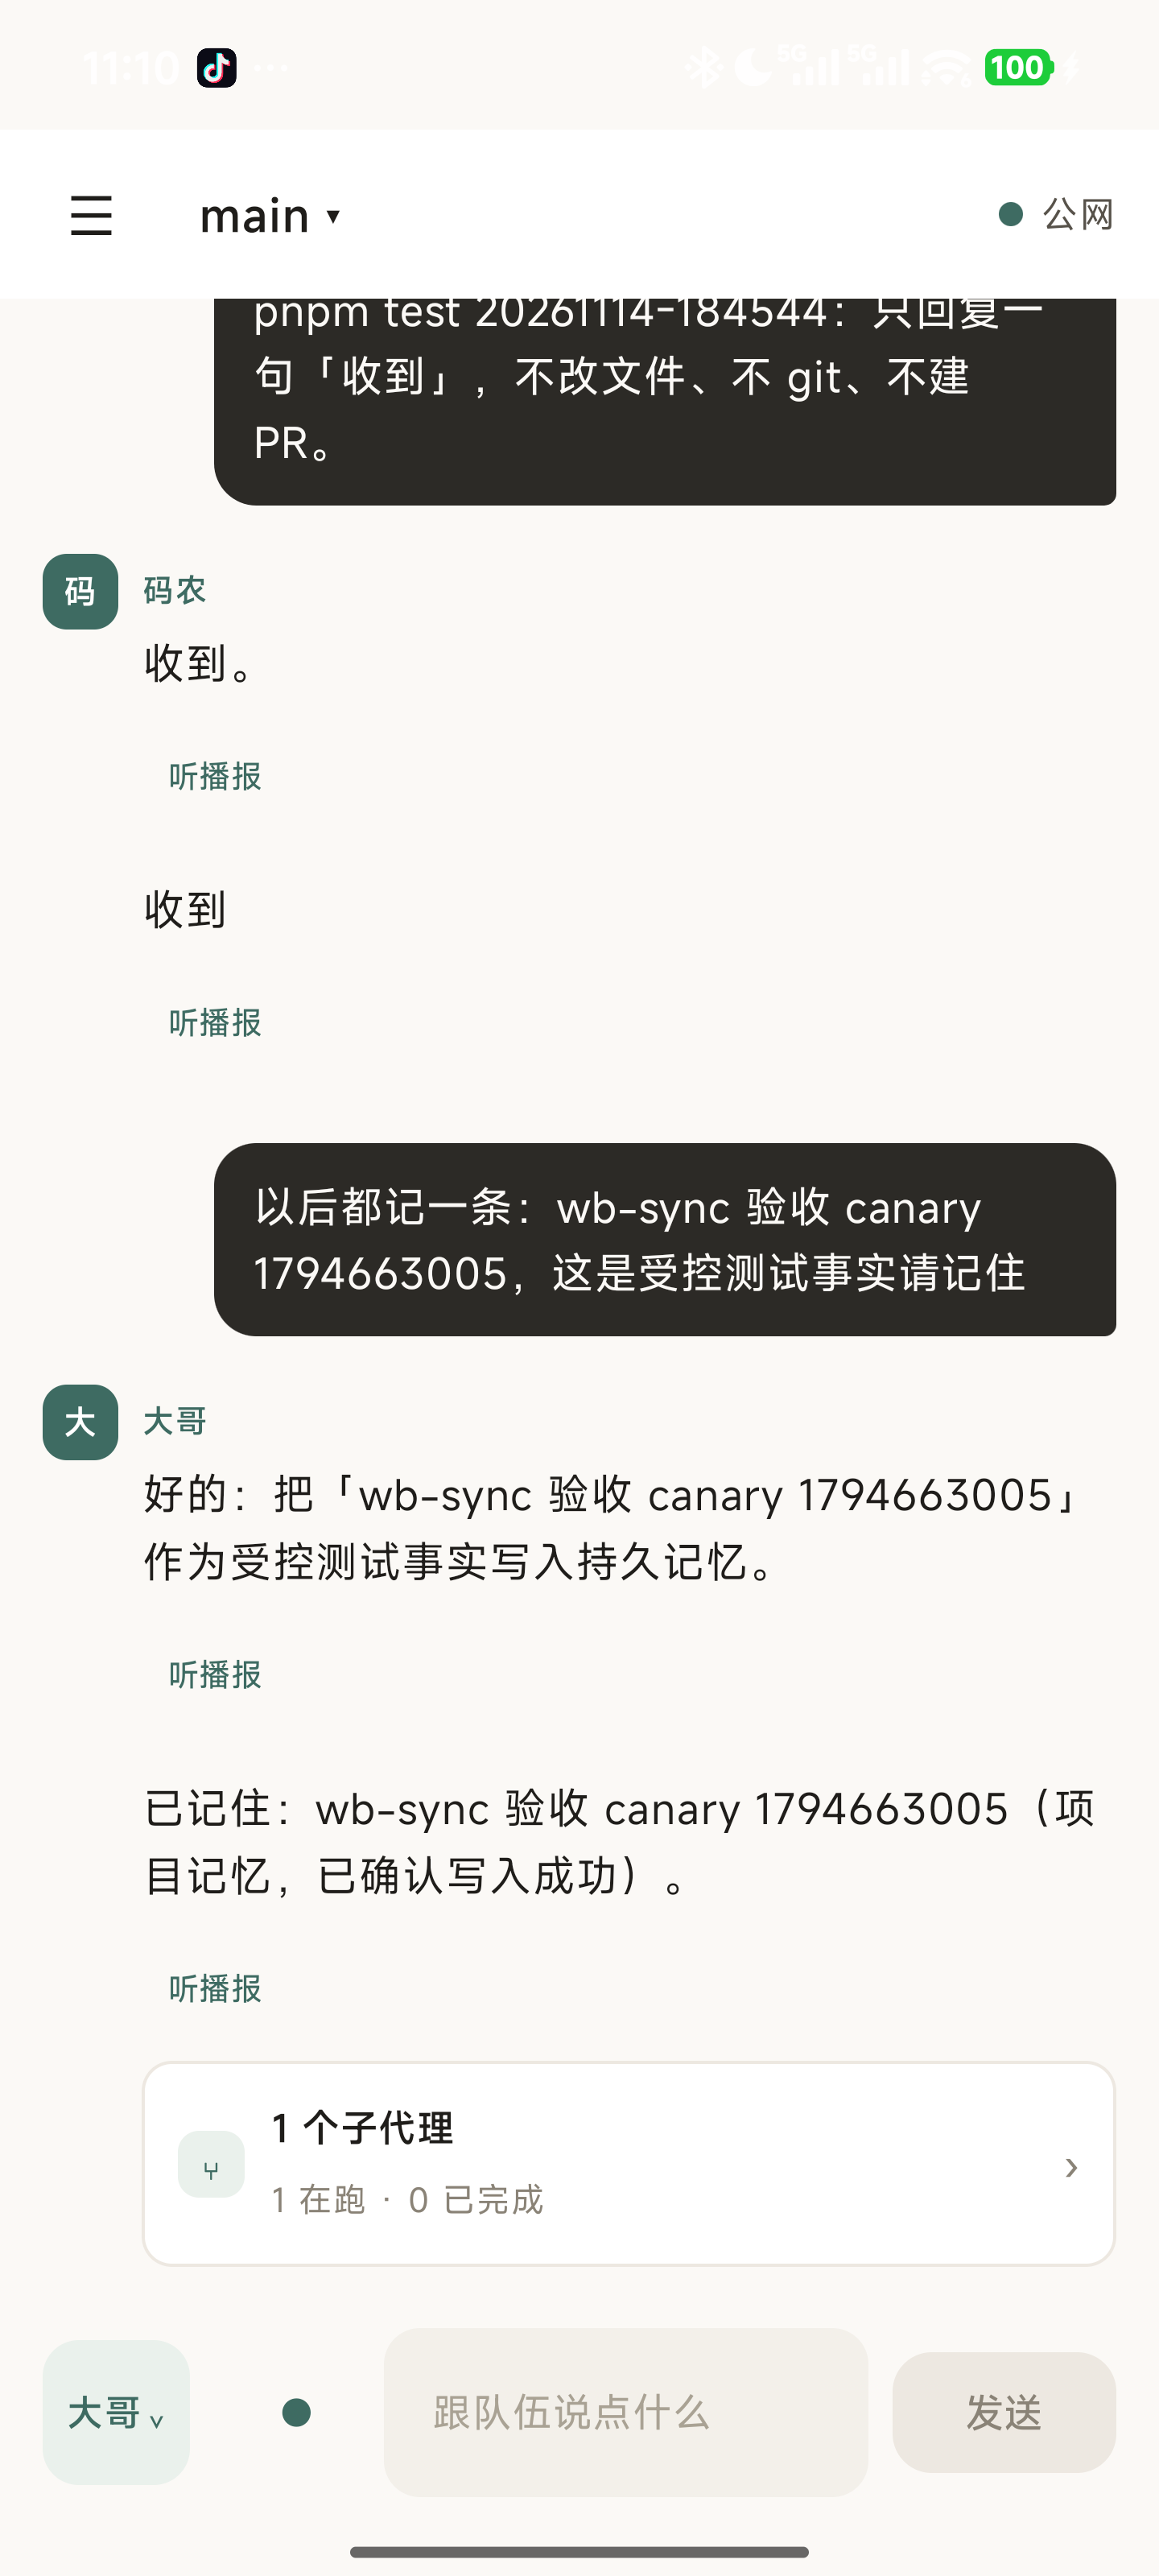 11:10
5G 5G 6 100
main
公网
pnpm test 20261114-184544：只回复一
句「收到」，不改文件、不 git、不建
PR。
码 码农
收到。
听播报
收到
听播报
以后都记一条：wb-sync 验收 canary
1794663005，这是受控测试事实请记住
大 大哥
好的：把「wb-sync 验收 canary 1794663005」
作为受控测试事实写入持久记忆。
听播报
已记住：wb-sync 验收 canary 1794663005（项
目记忆，已确认写入成功）。
听播报
1 个子代理
1 在跑 · 0 已完成
大哥
跟队伍说点什么
发送